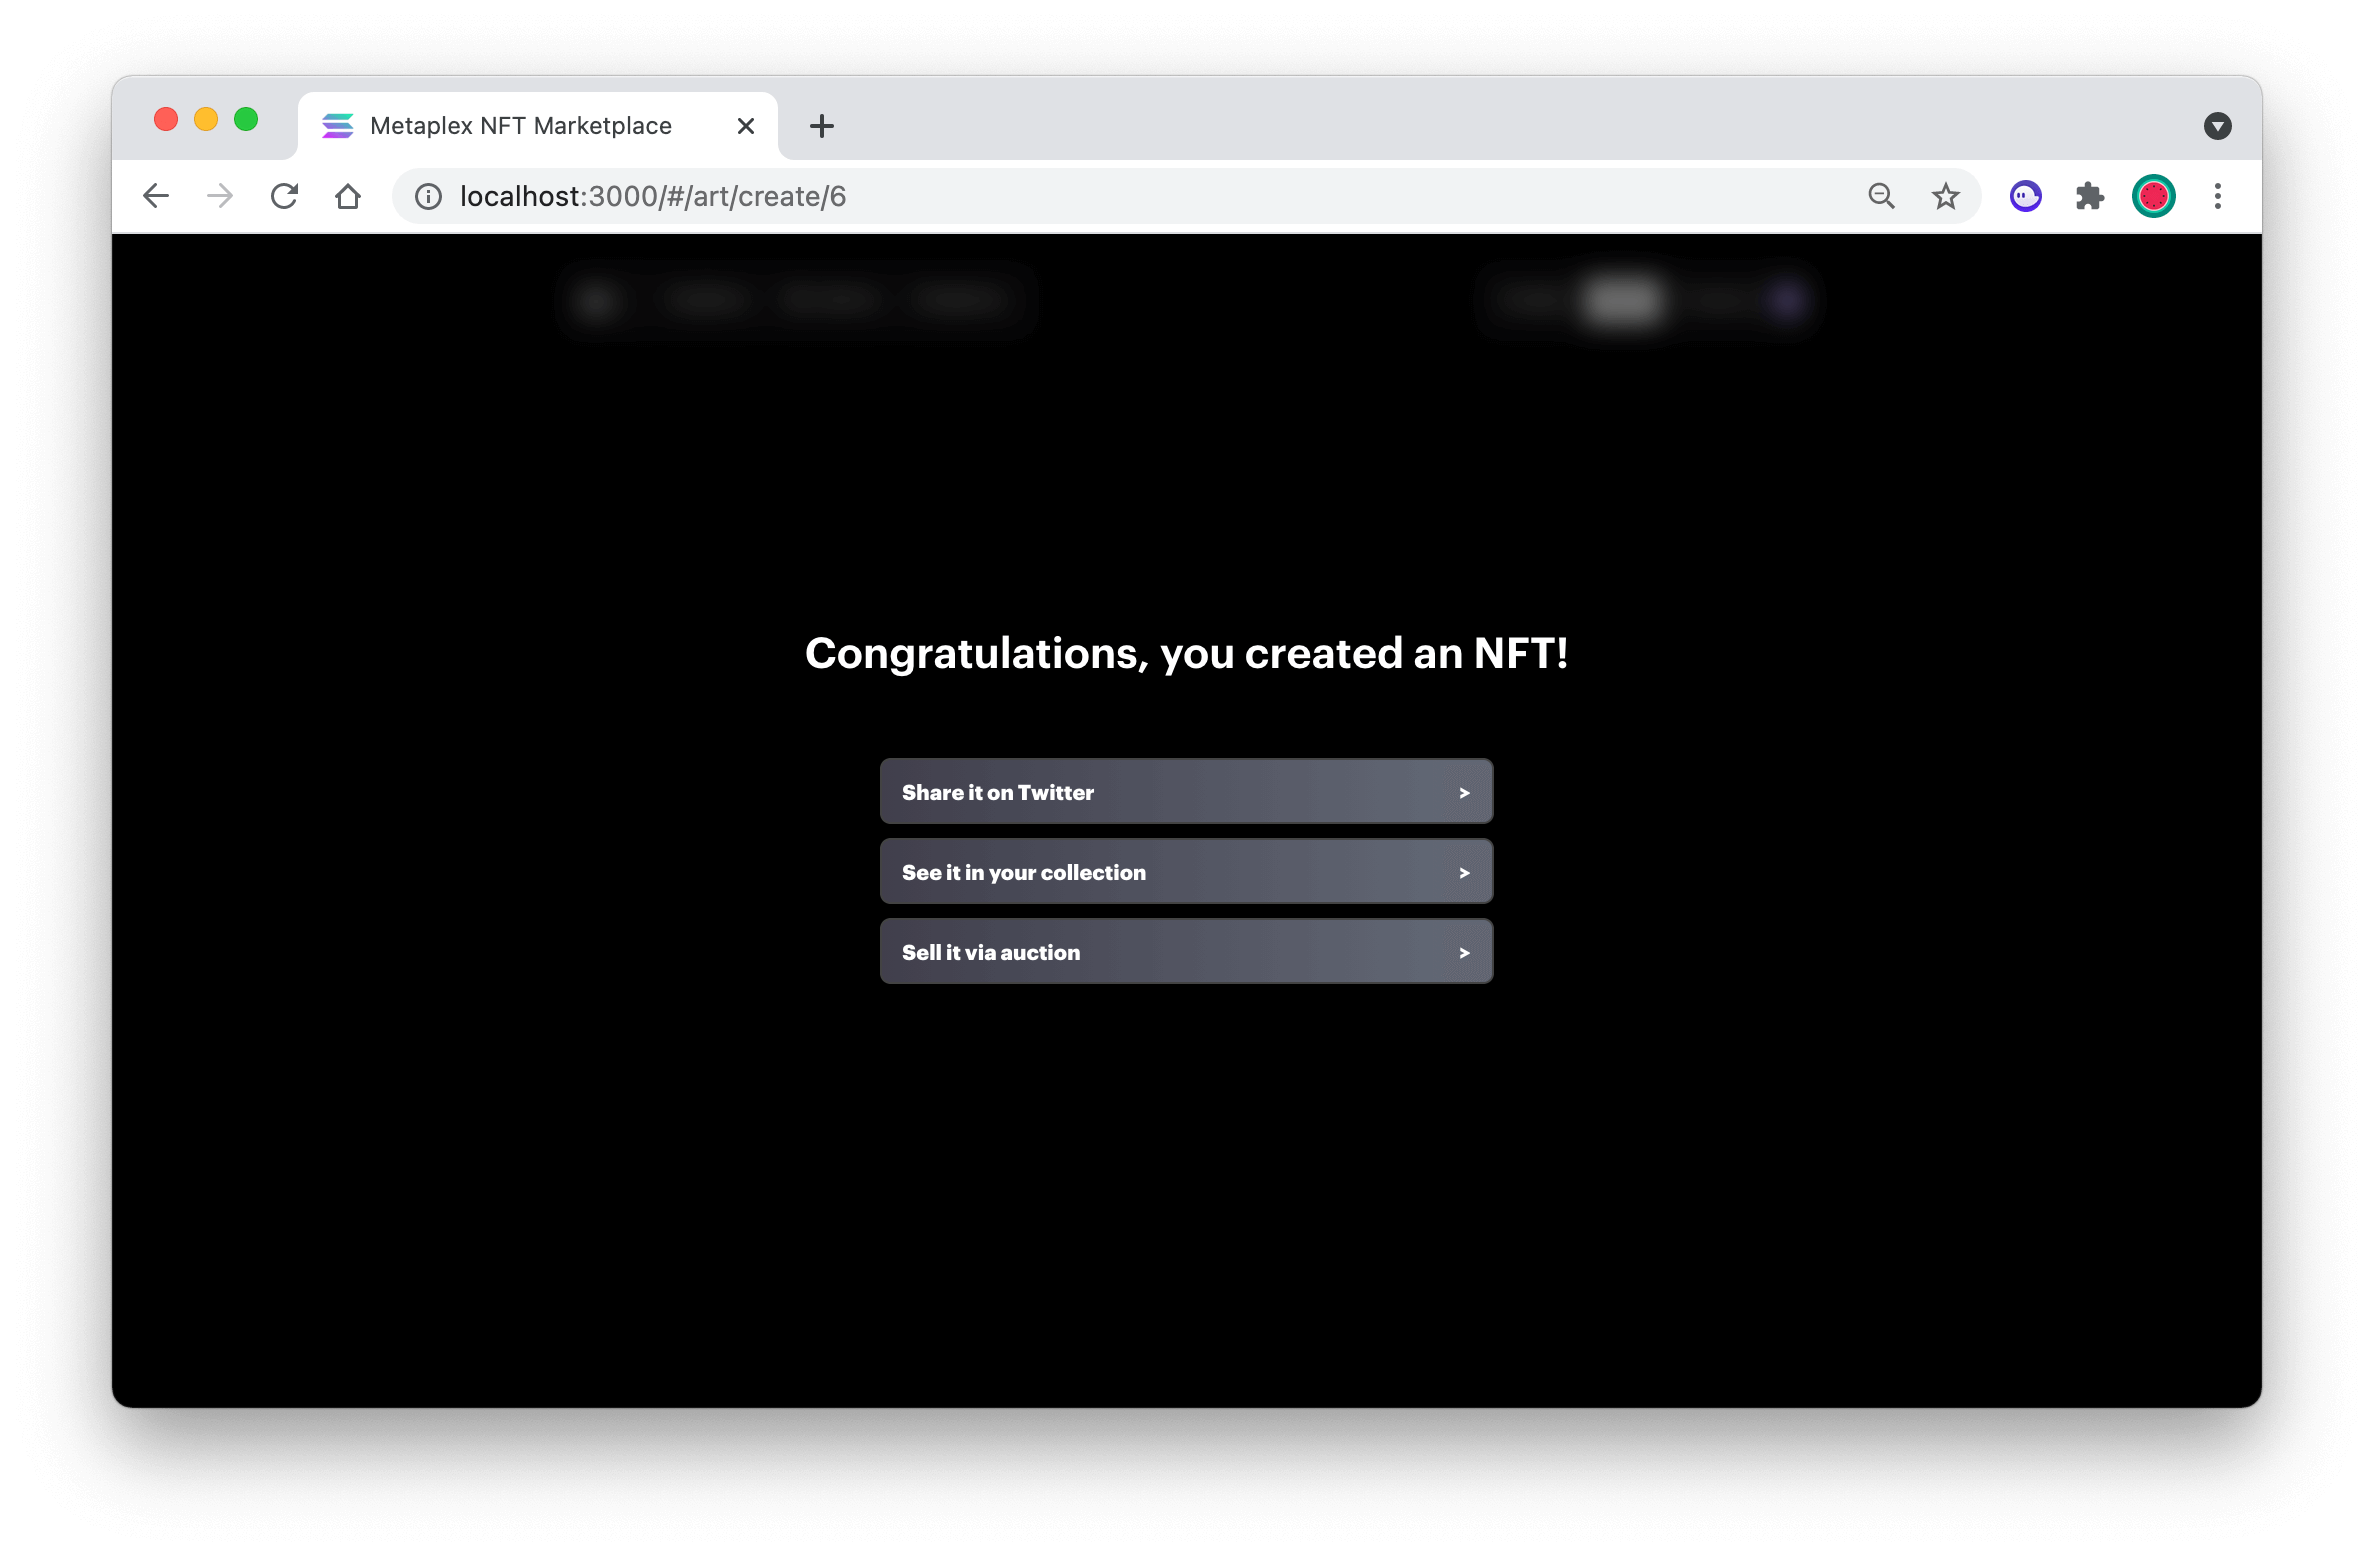 Metaplex NFT Marketplace
localhost:3000/#/art/create/6
Congratulations, you created an NFT!
Share it on Twitter >
See it in your collection >
Sell it via auction >